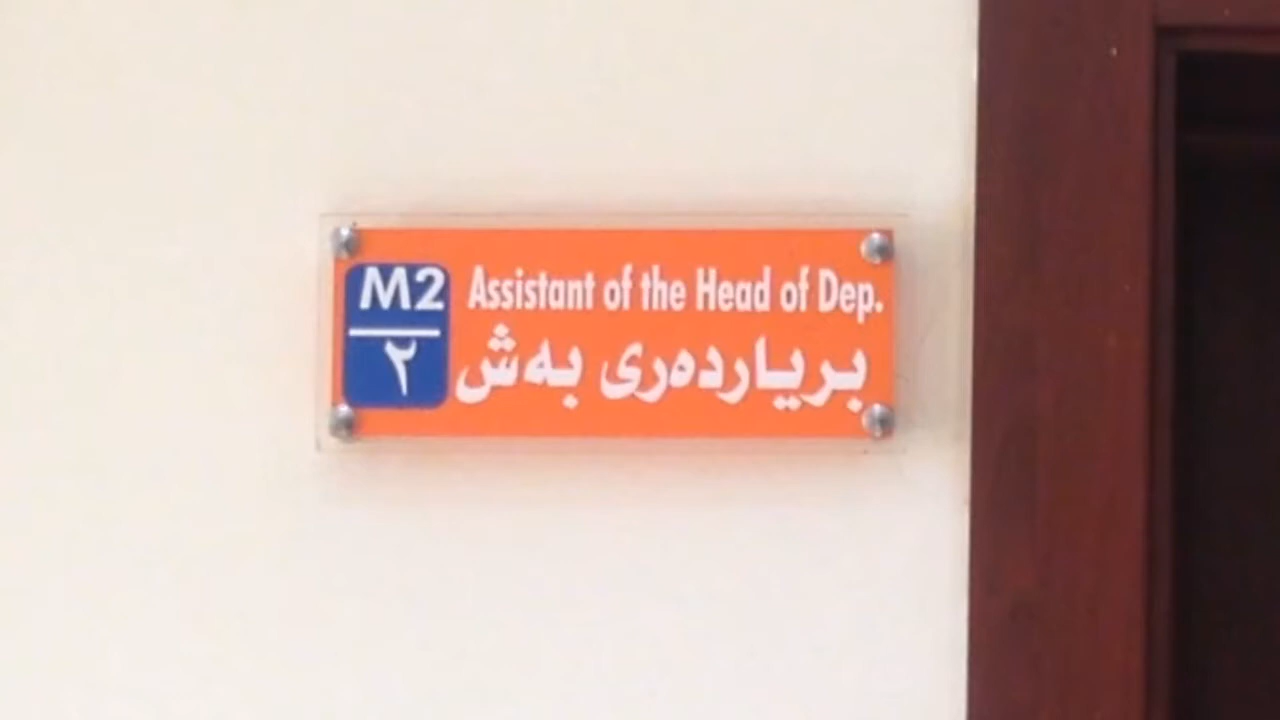 M2
٢
Assistant of the Head of Dep.
بریاردەری بەش